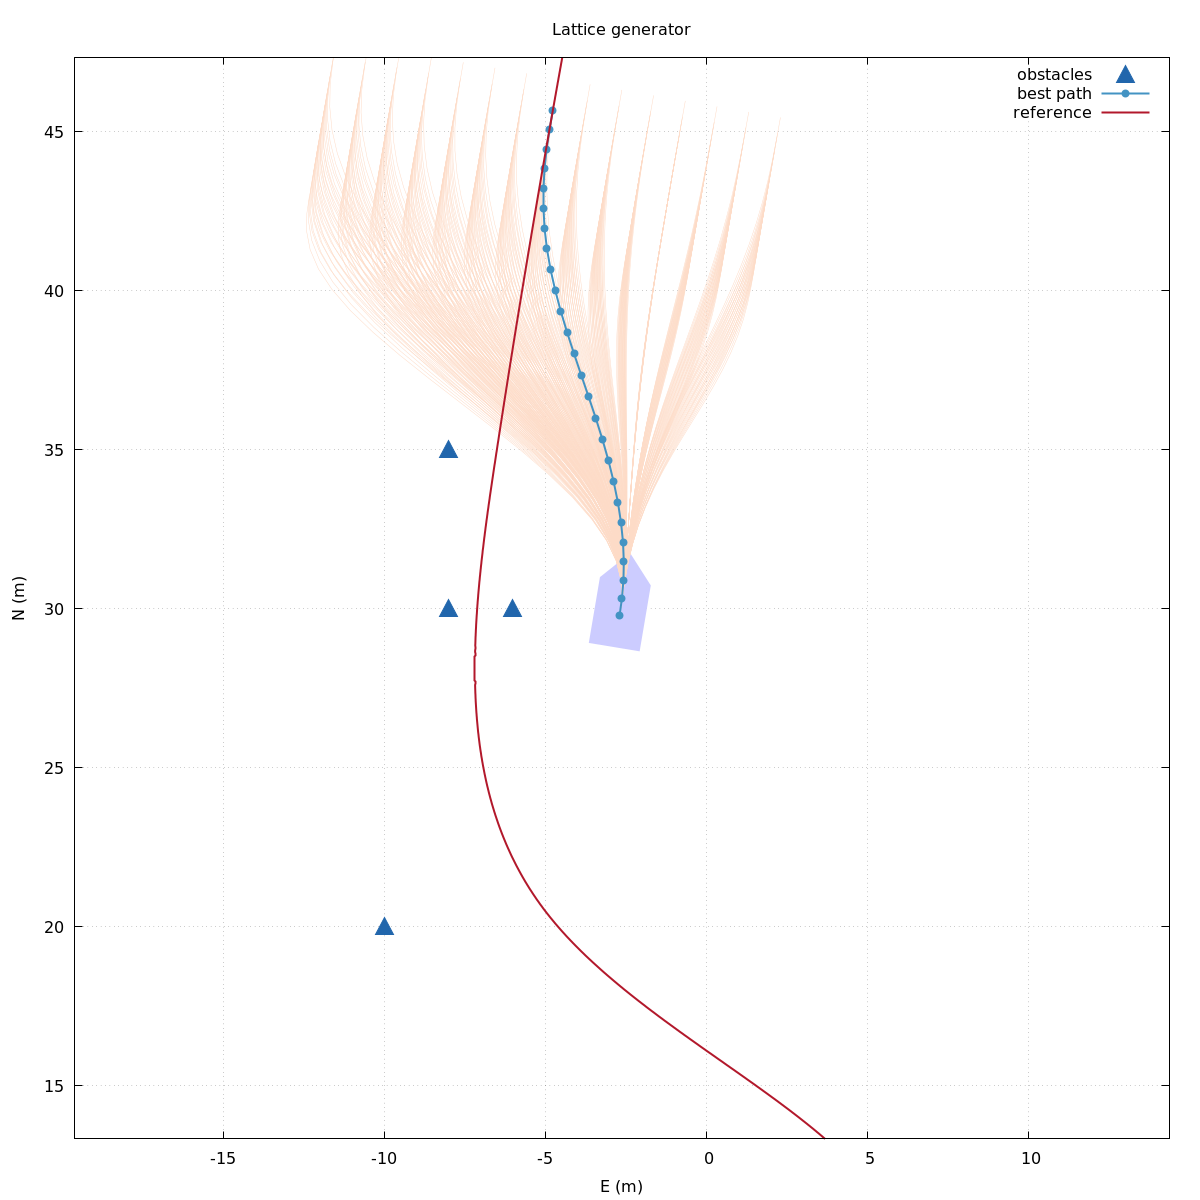 Lattice generator
obstacles
best path
reference
45
40
35
30
25
20
15
N (m)
-15 -10 -5 0 5 10
E (m)